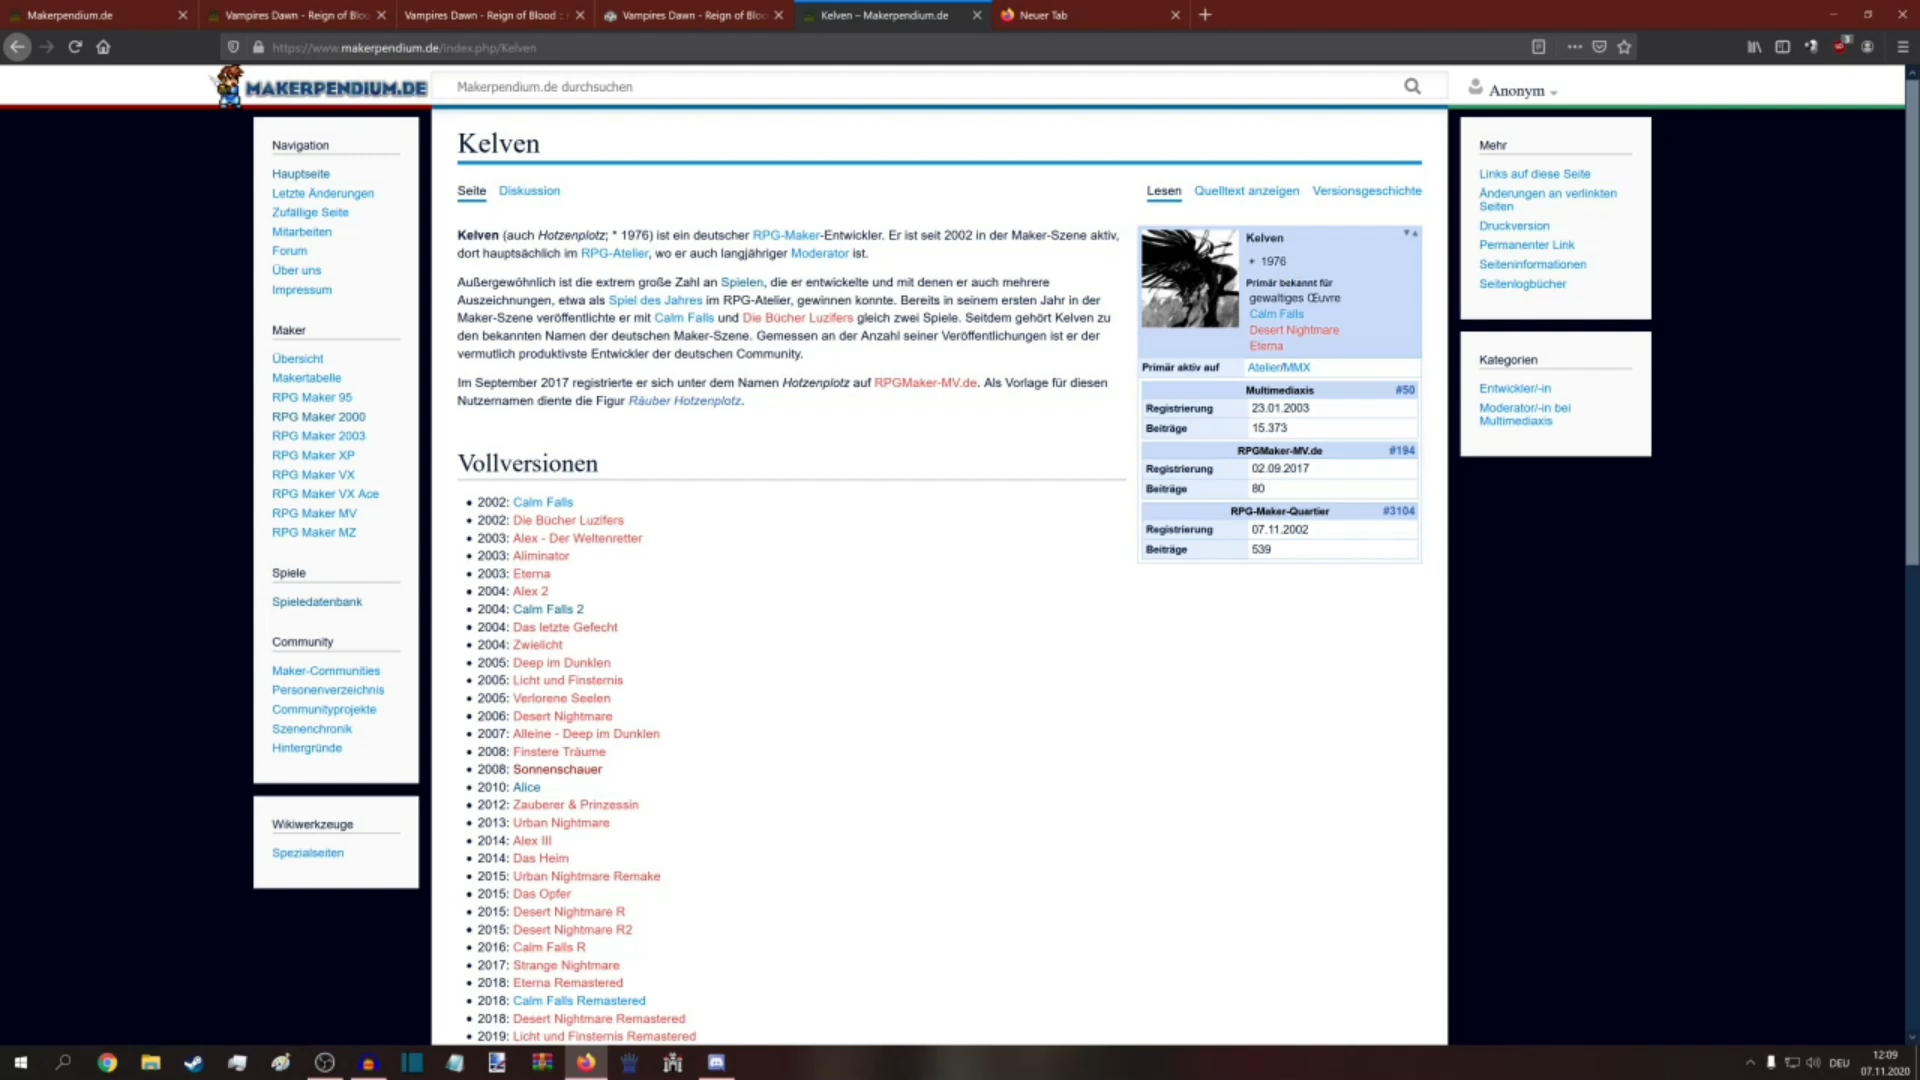 Makerpendium.de
Vampires Dawn - Reign of Bloo
Vampires Dawn - Reign of Blood ::
Vampires Dawn - Reign of Bloo
Kelven – Makerpendium.de
Neuer Tab
https://www.makerpendium.de/index.php/Kelven
3
MAKERPENDIUM.DE
Makerpendium.de durchsuchen
Anonym
Navigation
Hauptseite
Letzte Änderungen
Zufällige Seite
Mitarbeiten
Forum
Über uns
Impressum
Maker
Übersicht
Makertabelle
RPG Maker 95
RPG Maker 2000
RPG Maker 2003
RPG Maker XP
RPG Maker VX
RPG Maker VX Ace
RPG Maker MV
RPG Maker MZ
Spiele
Spieledatenbank
Community
Maker-Communities
Personenverzeichnis
Communityprojekte
Szenenchronik
Hintergründe
Wikiwerkzeuge
Spezialseiten
Kelven
Seite Diskussion
Lesen Quelltext anzeigen Versionsgeschichte
Kelven (auch Hotzenplotz; * 1976) ist ein deutscher RPG-Maker-Entwickler. Er ist seit 2002 in der Maker-Szene aktiv,
dort hauptsächlich im RPG-Atelier, wo er auch langjähriger Moderator ist.
Außergewöhnlich ist die extrem große Zahl an Spielen, die er entwickelte und mit denen er auch mehrere
Auszeichnungen, etwa als Spiel des Jahres im RPG-Atelier, gewinnen konnte. Bereits in seinem ersten Jahr in der
Maker-Szene veröffentlichte er mit Calm Falls und Die Bücher Luzifers gleich zwei Spiele. Seitdem gehört Kelven zu
den bekannten Namen der deutschen Maker-Szene. Gemessen an der Anzahl seiner Veröffentlichungen ist er der
vermutlich produktivste Entwickler der deutschen Community.
Im September 2017 registrierte er sich unter dem Namen Hotzenplotz auf RPGMaker-MV.de. Als Vorlage für diesen
Nutzernamen diente die Figur Räuber Hotzenplotz.
Vollversionen
• 2002: Calm Falls
• 2002: Die Bücher Luzifers
• 2003: Alex - Der Weltenretter
• 2003: Aliminator
• 2003: Eterna
• 2004: Alex 2
• 2004: Calm Falls 2
• 2004: Das letzte Gefecht
• 2004: Zwielicht
• 2005: Deep im Dunklen
• 2005: Licht und Finsternis
• 2005: Verlorene Seelen
• 2006: Desert Nightmare
• 2007: Alleine - Deep im Dunklen
• 2008: Finstere Träume
• 2008: Sonnenschauer
• 2010: Alice
• 2012: Zauberer & Prinzessin
• 2013: Urban Nightmare
• 2014: Alex III
• 2014: Das Heim
• 2015: Urban Nightmare Remake
• 2015: Das Opfer
• 2015: Desert Nightmare R
• 2015: Desert Nightmare R2
• 2016: Calm Falls R
• 2017: Strange Nightmare
• 2018: Eterna Remastered
• 2018: Calm Falls Remastered
• 2018: Desert Nightmare Remastered
• 2019: Licht und Finsternis Remastered
Kelven
* 1976
Primär bekannt für
gewaltiges Œuvre
Calm Falls
Desert Nightmare
Eterna
Primär aktiv auf Atelier/MMX
Multimediaxis #50
Registrierung 23.01.2003
Beiträge 15.373
RPGMaker-MV.de #194
Registrierung 02.09.2017
Beiträge 80
RPG-Maker-Quartier #3104
Registrierung 07.11.2002
Beiträge 539
Mehr
Links auf diese Seite
Änderungen an verlinkten
Seiten
Druckversion
Permanenter Link
Seiteninformationen
Seitenlogbücher
Kategorien
Entwickler/-in
Moderator/-in bei
Multimediaxis
DEU
12:09
07.11.2020